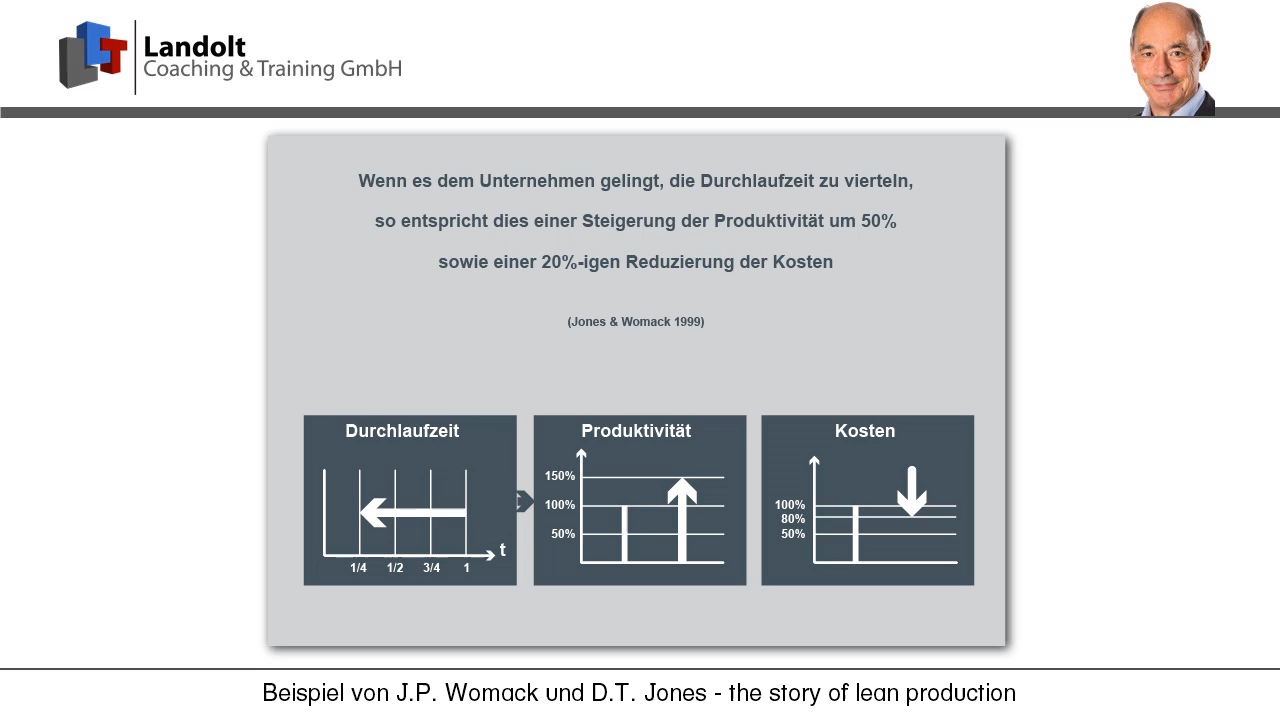 Landolt
Coaching & Training GmbH
Wenn es dem Unternehmen gelingt, die Durchlaufzeit zu vierteln,
so entspricht dies einer Steigerung der Produktivität um 50%
sowie einer 20%-igen Reduzierung der Kosten
(Jones & Womack 1999)
Durchlaufzeit
t
1/4 1/2 3/4 1
Produktivität
150%
100%
50%
Kosten
100%
80%
50%
Beispiel von J.P. Womack und D.T. Jones - the story of lean production